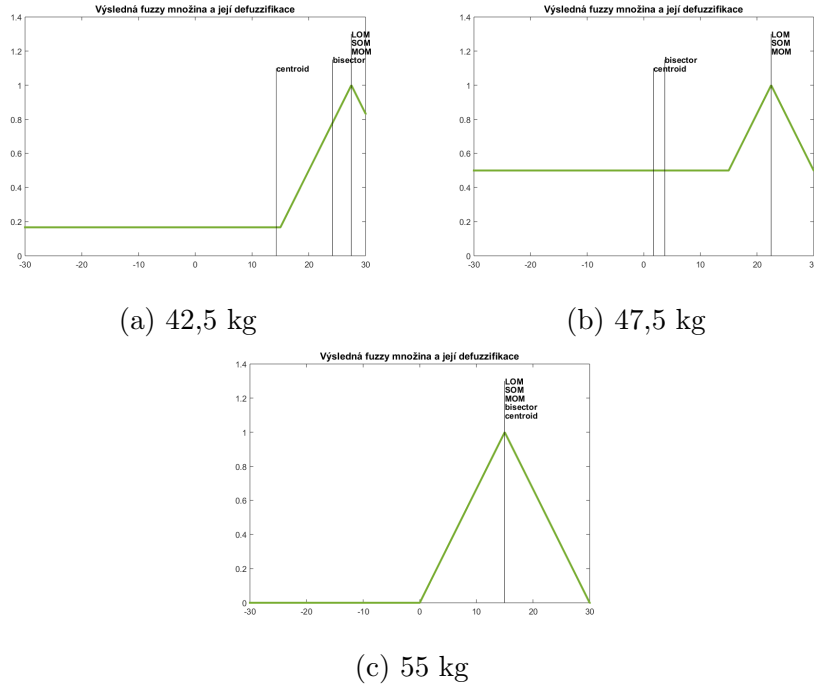 Výsledná fuzzy množina a její defuzzifikace
1.4
1.2
1
0.8
0.6
0.4
0.2
0
-30
-20
-10
0
10
20
30
centroid
bisector
LOM
SOM
MOM
(a) 42,5 kg
Výsledná fuzzy množina a její defuzzifikace
1.4
1.2
1
0.8
0.6
0.4
0.2
0
-30
-20
-10
0
10
20
30
bisector
centroid
LOM
SOM
MOM
(b) 47,5 kg
Výsledná fuzzy množina a její defuzzifikace
1.4
1.2
1
0.8
0.6
0.4
0.2
0
-30
-20
-10
0
10
20
30
LOM
SOM
MOM
bisector
centroid
(c) 55 kg